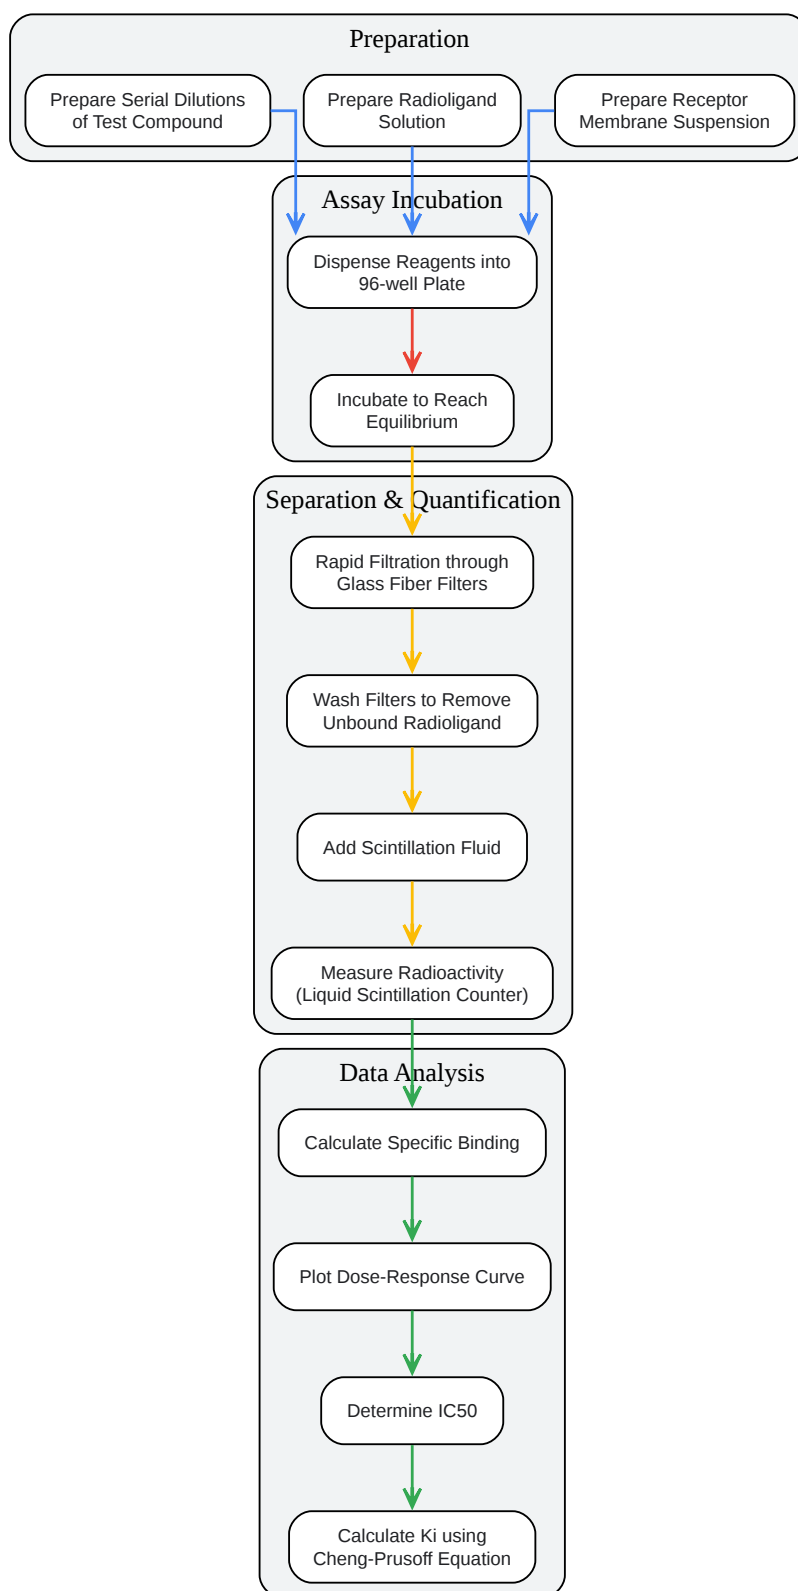 Preparation
Prepare Serial Dilutions
of Test Compound
Prepare Radioligand
Solution
Prepare Receptor
Membrane Suspension
Assay Incubation
Dispense Reagents into
96-well Plate
Incubate to Reach
Equilibrium
Separation & Quantification
Rapid Filtration through
Glass Fiber Filters
Wash Filters to Remove
Unbound Radioligand
Add Scintillation Fluid
Measure Radioactivity
(Liquid Scintillation Counter)
Data Analysis
Calculate Specific Binding
Plot Dose-Response Curve
Determine IC50
Calculate Ki using
Cheng-Prusoff Equation